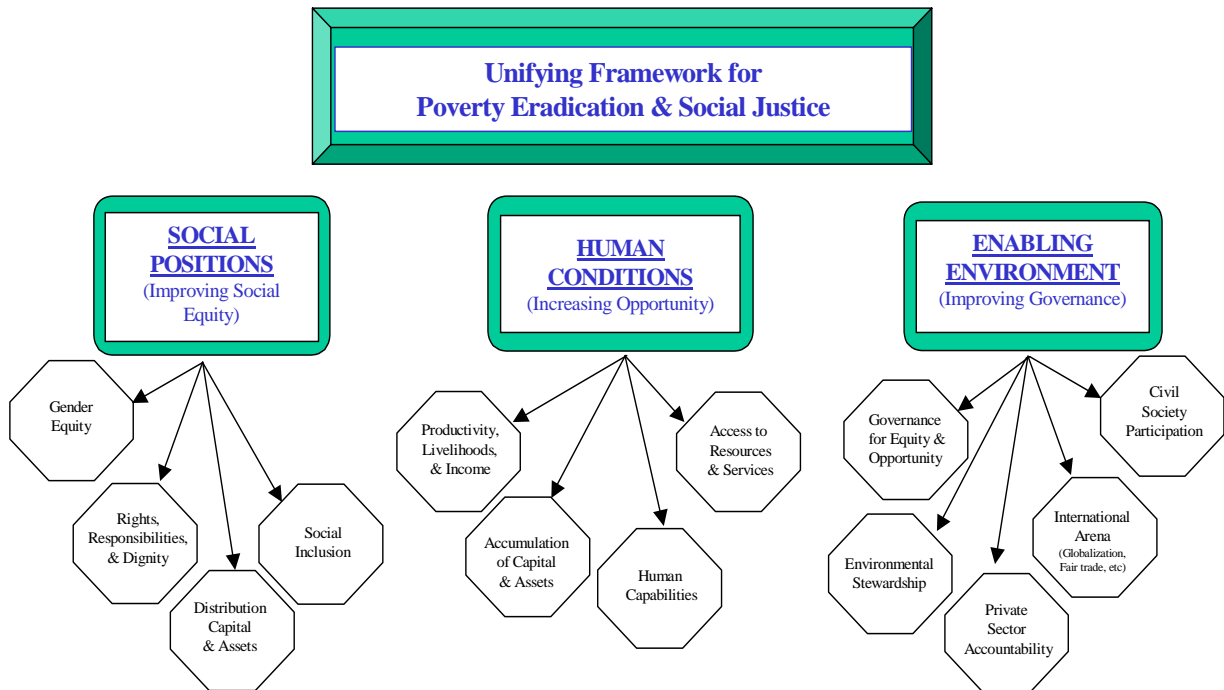 Unifying Framework for
Poverty Eradication & Social Justice
SOCIAL
POSITIONS
(Improving Social
Equity)
HUMAN
CONDITIONS
(Increasing Opportunity)
ENABLING
ENVIRONMENT
(Improving Governance)
Gender
Equity
Rights,
Responsibilities,
& Dignity
Distribution
Capital
& Assets
Social
Inclusion
Productivity,
Livelihoods,
& Income
Accumulation
of Capital
& Assets
Human
Capabilities
Access to
Resources
& Services
Governance
for Equity &
Opportunity
Environmental
Stewardship
Private
Sector
Accountability
International
Arena
(Globalization,
Fair trade, etc)
Civil
Society
Participation